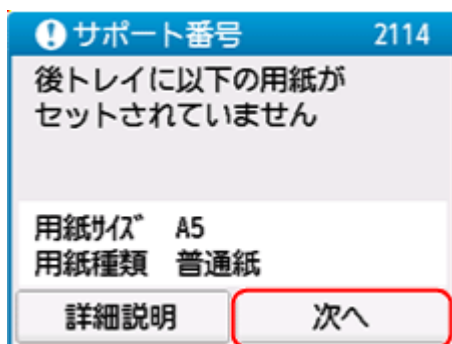 サポート番号 2114
後トレイに以下の用紙が
セットされていません
用紙ｻｲｽﾞ A5
用紙種類 普通紙
詳細説明 次へ